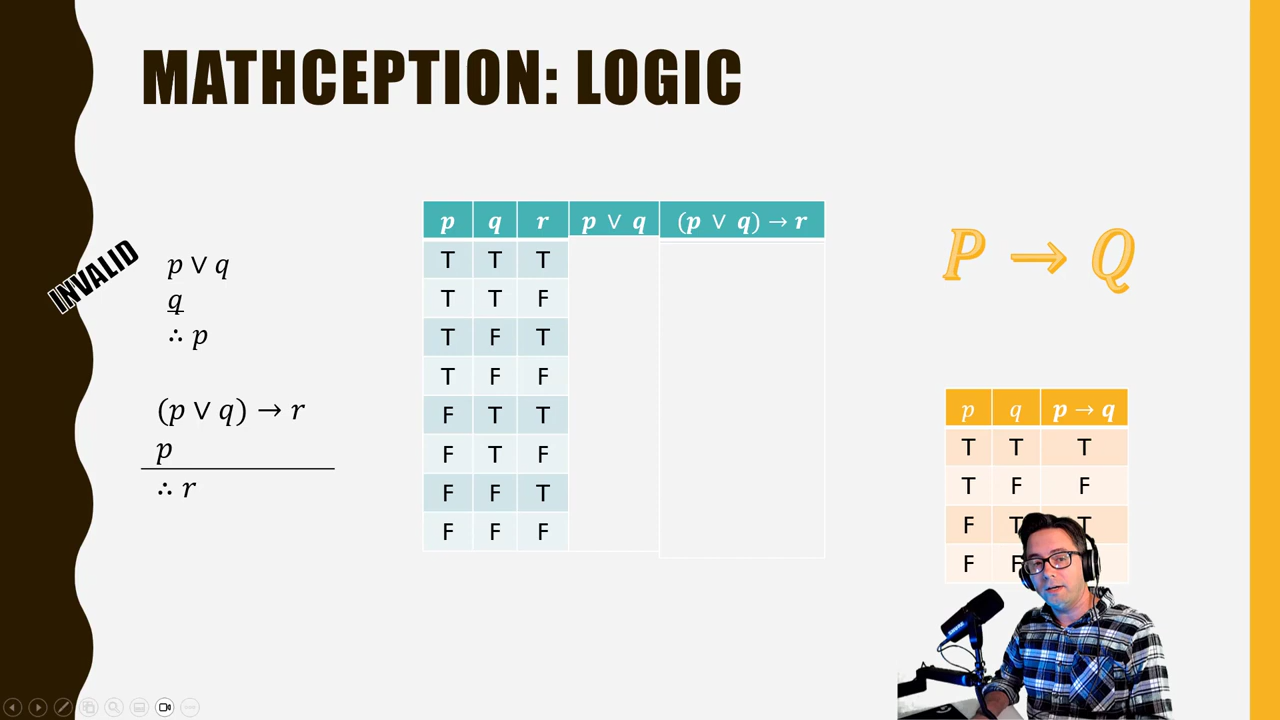 MATHCEPTION: LOGIC
INVALID
p ∨ q
q
∴ p
(p ∨ q) → r
p
∴ r
p q r p ∨ q (p ∨ q) → r
T T T
T T F
T F T
T F F
F T T
F T F
F F T
F F F
P → Q
p q p → q
T T T
T F F
F T T
F F